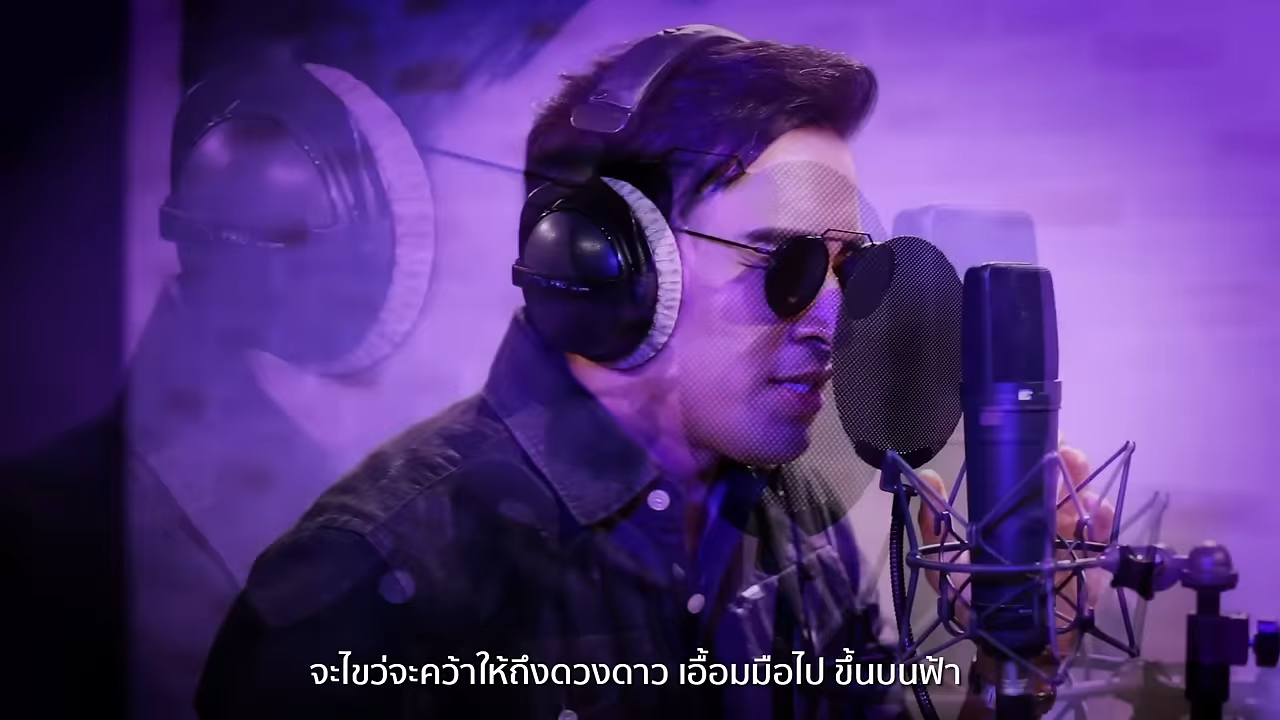 จะไขว่จะคว้าให้ถึงดวงดาว เอื้อมมือไป ขึ้นบนฟ้า